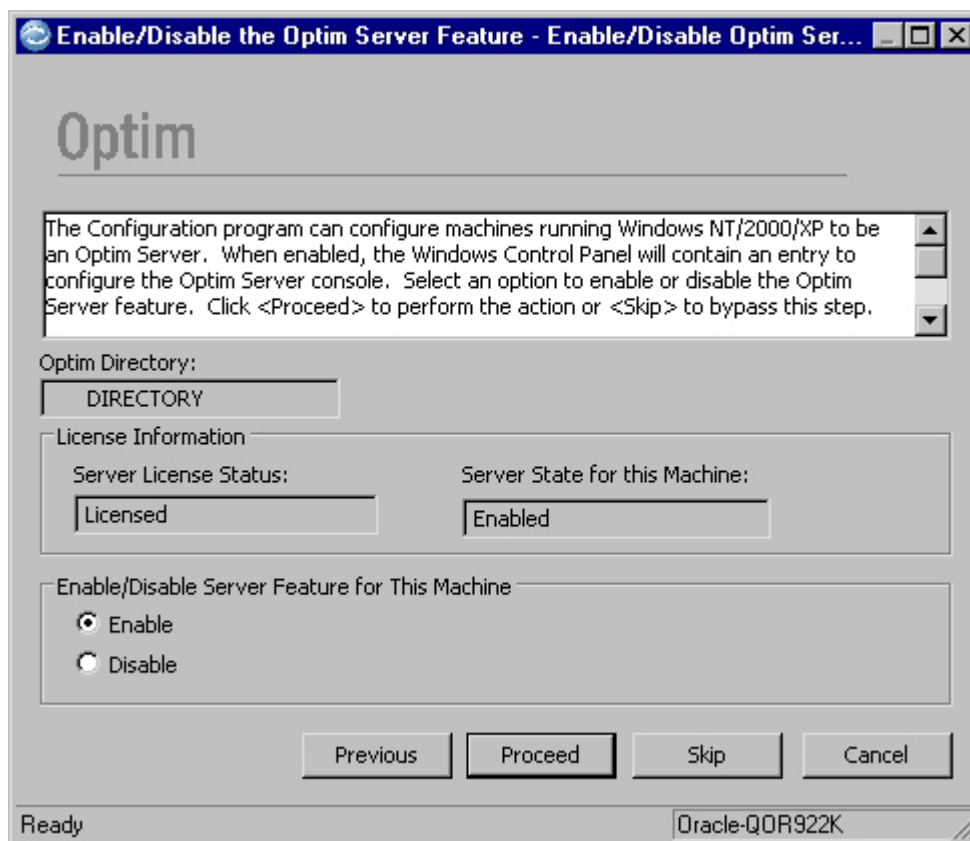 Enable/Disable the Optim Server Feature - Enable/Disable Optim Ser...
Optim
The Configuration program can configure machines running Windows NT/2000/XP to be
an Optim Server. When enabled, the Windows Control Panel will contain an entry to
configure the Optim Server console. Select an option to enable or disable the Optim
Server feature. Click <Proceed> to perform the action or <Skip> to bypass this step.
Optim Directory:
DIRECTORY
License Information
Server License Status:
Server State for this Machine:
Licensed
Enabled
Enable/Disable Server Feature for This Machine
Enable
Disable
Previous
Proceed
Skip
Cancel
Ready
Oracle-QOR922K